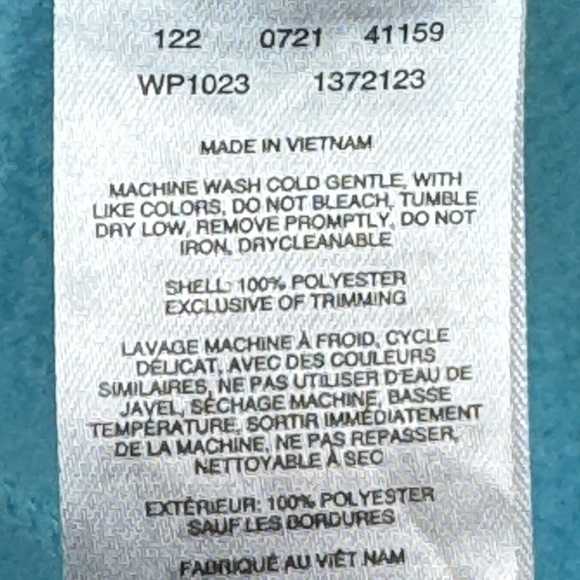 122 0721 41159
WP1023 1372123
MADE IN VIETNAM
MACHINE WASH COLD GENTLE, WITH
LIKE COLORS, DO NOT BLEACH, TUMBLE
DRY LOW, REMOVE PROMPTLY, DO NOT
IRON, DRYCLEANABLE
SHELL: 100% POLYESTER
EXCLUSIVE OF TRIMMING
LAVAGE MACHINE À FROID, CYCLE
DÉLICAT, AVEC DES COULEURS
SIMILAIRES, NE PAS UTILISER D'EAU DE
JAVEL, SÉCHAGE MACHINE, BASSE
TEMPÉRATURE, SORTIR IMMÉDIATEMENT
DE LA MACHINE, NE PAS REPASSER,
NETTOYABLE À SEC
EXTÉRIEUR: 100% POLYESTER
SAUF LES BORDURES
FABRIQUÉ AU VIÊT NAM